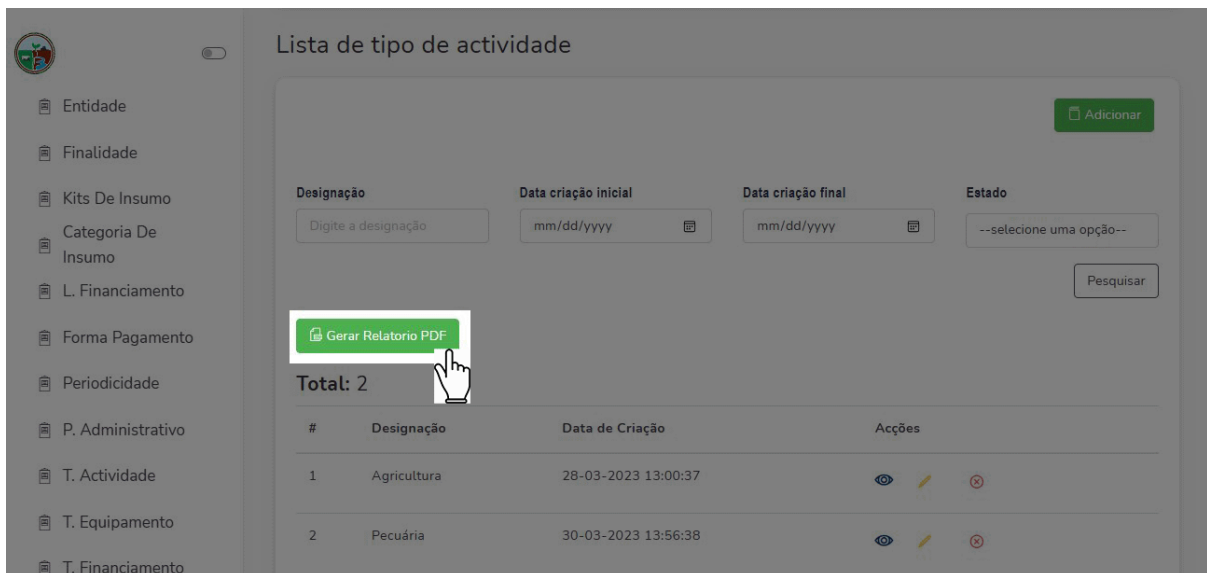 Lista de tipo de actividade
Entidade
Finalidade
Kits De Insumo
Categoria De
Insumo
L. Financiamento
Forma Pagamento
Periodicidade
P. Administrativo
T. Actividade
T. Equipamento
T. Financiamento
Adicionar
Designação Data criação inicial Data criação final Estado
Digite a designação mm/dd/yyyy mm/dd/yyyy --selecione uma opção--
Pesquisar
Gerar Relatorio PDF
Total: 2
# Designação Data de Criação Acções
1 Agricultura 28-03-2023 13:00:37
2 Pecuária 30-03-2023 13:56:38